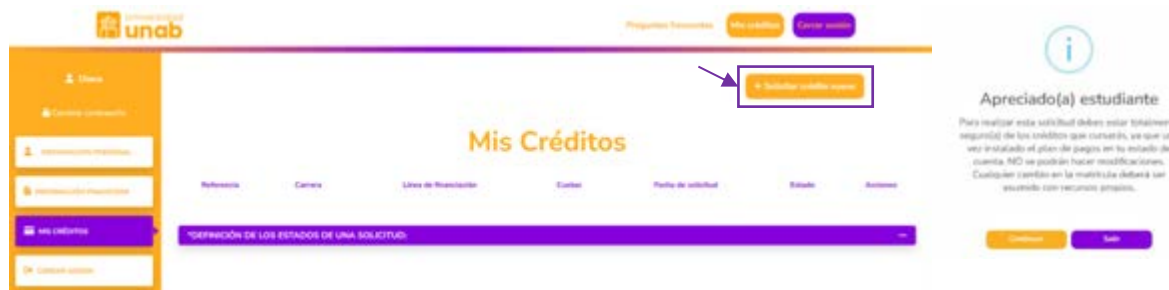 unab
Preguntas Frecuentes
Mis créditos
Cerrar sesión
Diana
Cambiar contraseña
INFORMACIÓN PERSONAL
INFORMACIÓN FINANCIERA
MIS CRÉDITOS
CERRAR SESIÓN
+ Solicitar crédito nuevo
Mis Créditos
Referencia Carrera Línea de financiación Cuotas Fecha de solicitud Estado Acciones
*DEFINICIÓN DE LOS ESTADOS DE UNA SOLICITUD:
Apreciado(a) estudiante
Para realizar esta solicitud debes estar
seguro(a) de los créditos que cursarás, ya que
vez instalado el plan de pagos en tu estado de
cuenta, NO se podrán hacer modificaciones.
Cualquier cambio en la matrícula deberá ser
asumido con recursos propios.
Continuar
Salir